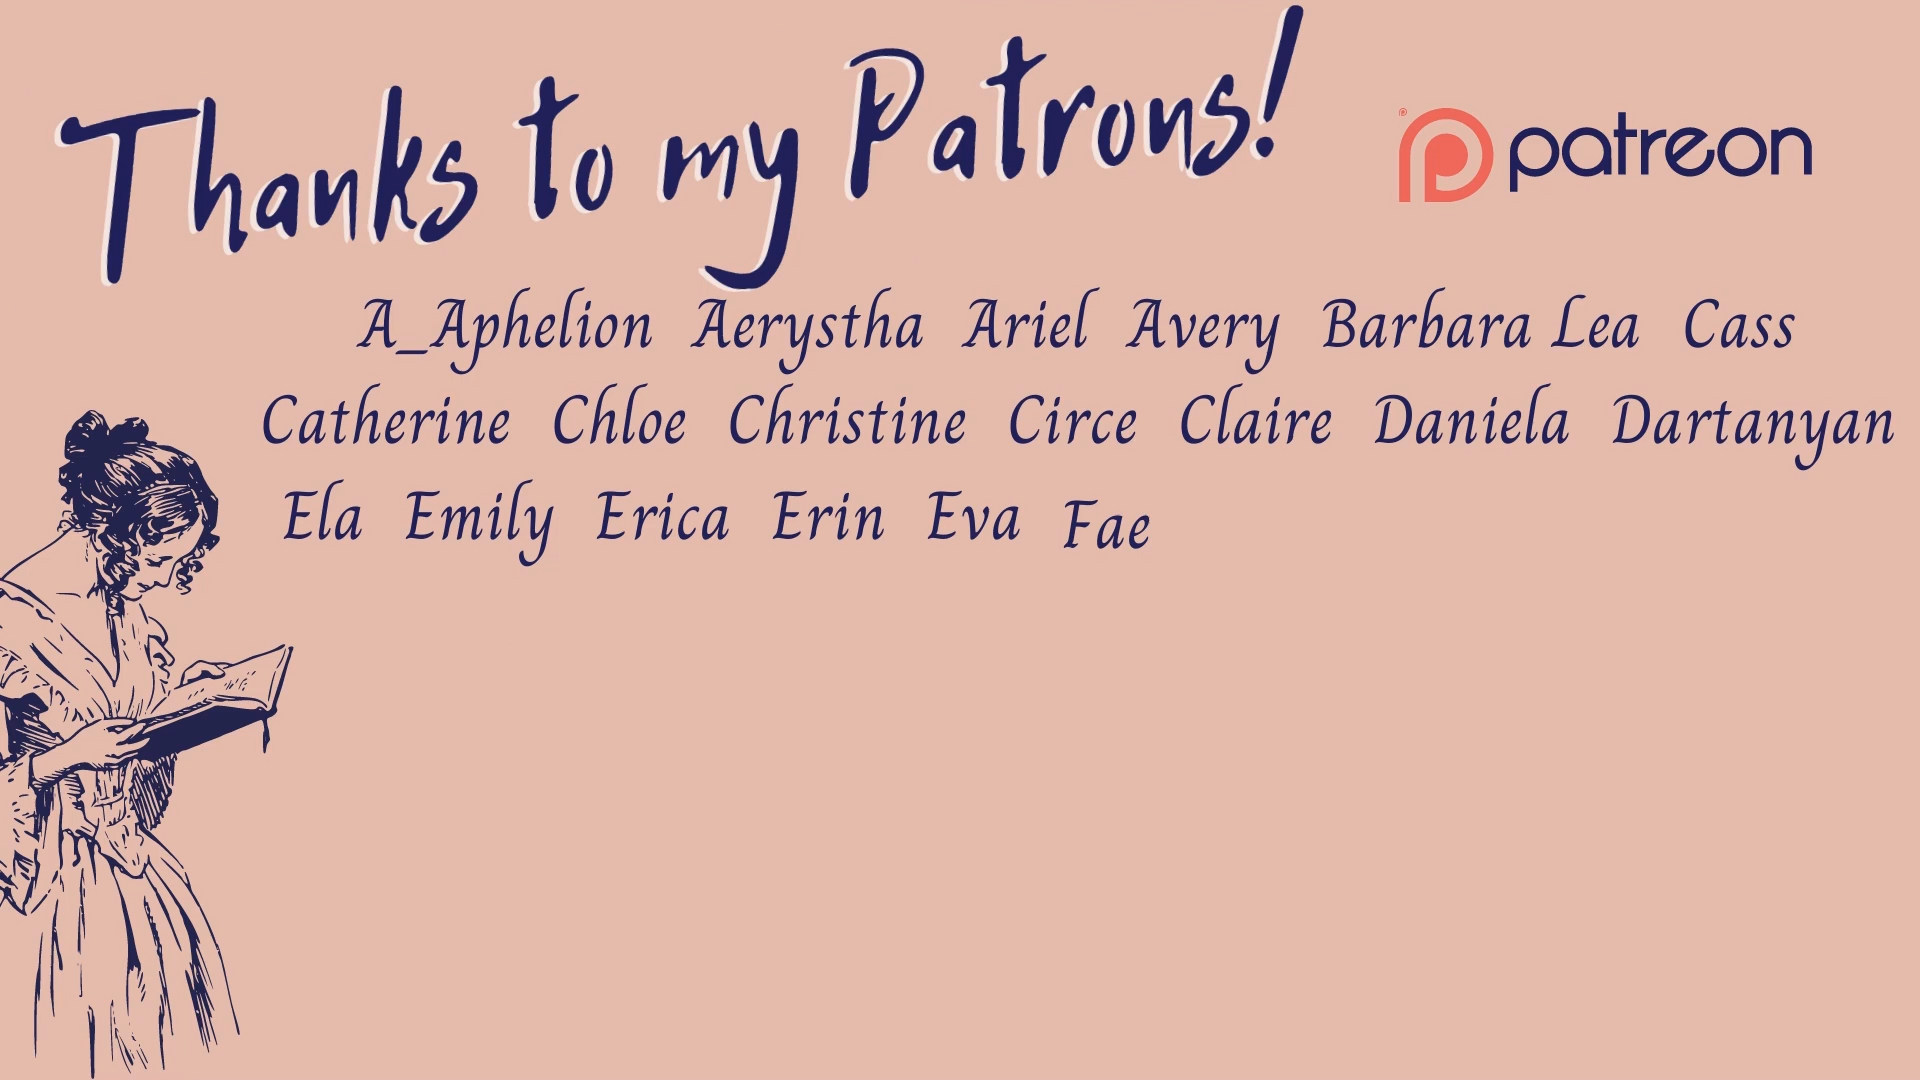 Thanks to my Patrons!
patreon
A_Aphelion Aerystha Ariel Avery Barbara Lea Cass
Catherine Chloe Christine Circe Claire Daniela Dartanyan
Ela Emily Erica Erin Eva Fae